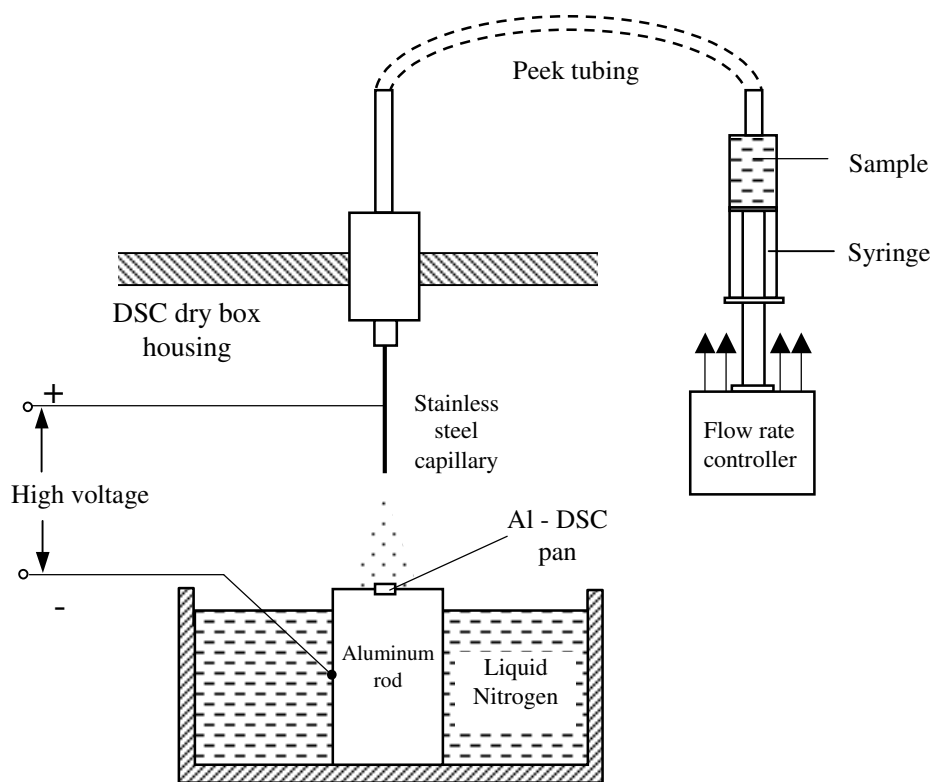 Peek tubing
Sample
Syringe
DSC dry box
housing
+
Stainless
steel
capillary
Flow rate
controller
High voltage
Al - DSC
pan
-
Aluminum
rod
Liquid
Nitrogen